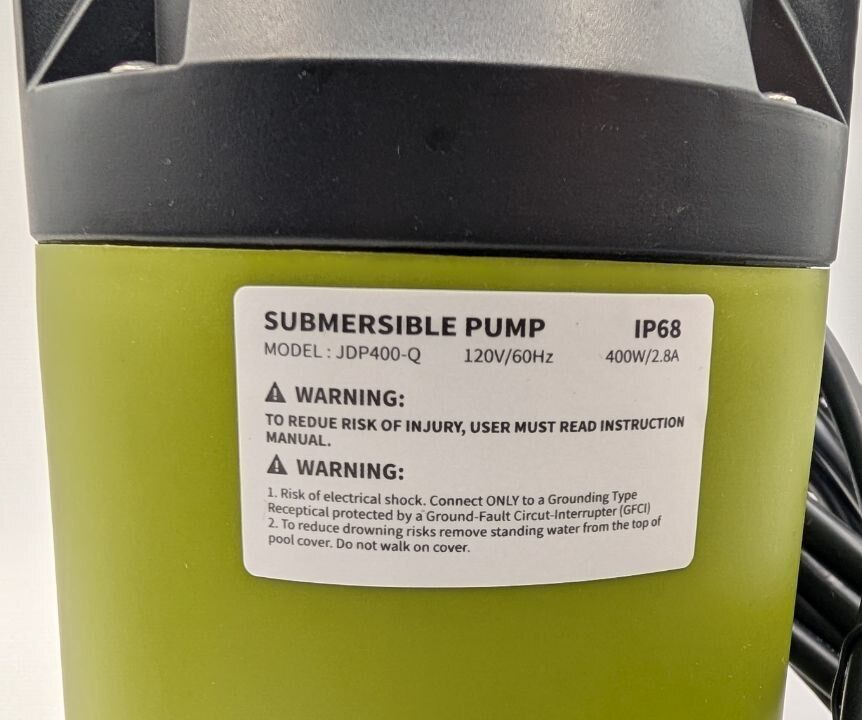 SUBMERSIBLE PUMP IP68
MODEL : JDP400-Q 120V/60Hz 400W/2.8A
WARNING:
TO REDUE RISK OF INJURY, USER MUST READ INSTRUCTION
MANUAL.
WARNING:
1. Risk of electrical shock. Connect ONLY to a Grounding Type
Receptical protected by a Ground-Fault Circut-Interrupter (GFCI)
2. To reduce drowning risks remove standing water from the top of
pool cover. Do not walk on cover.